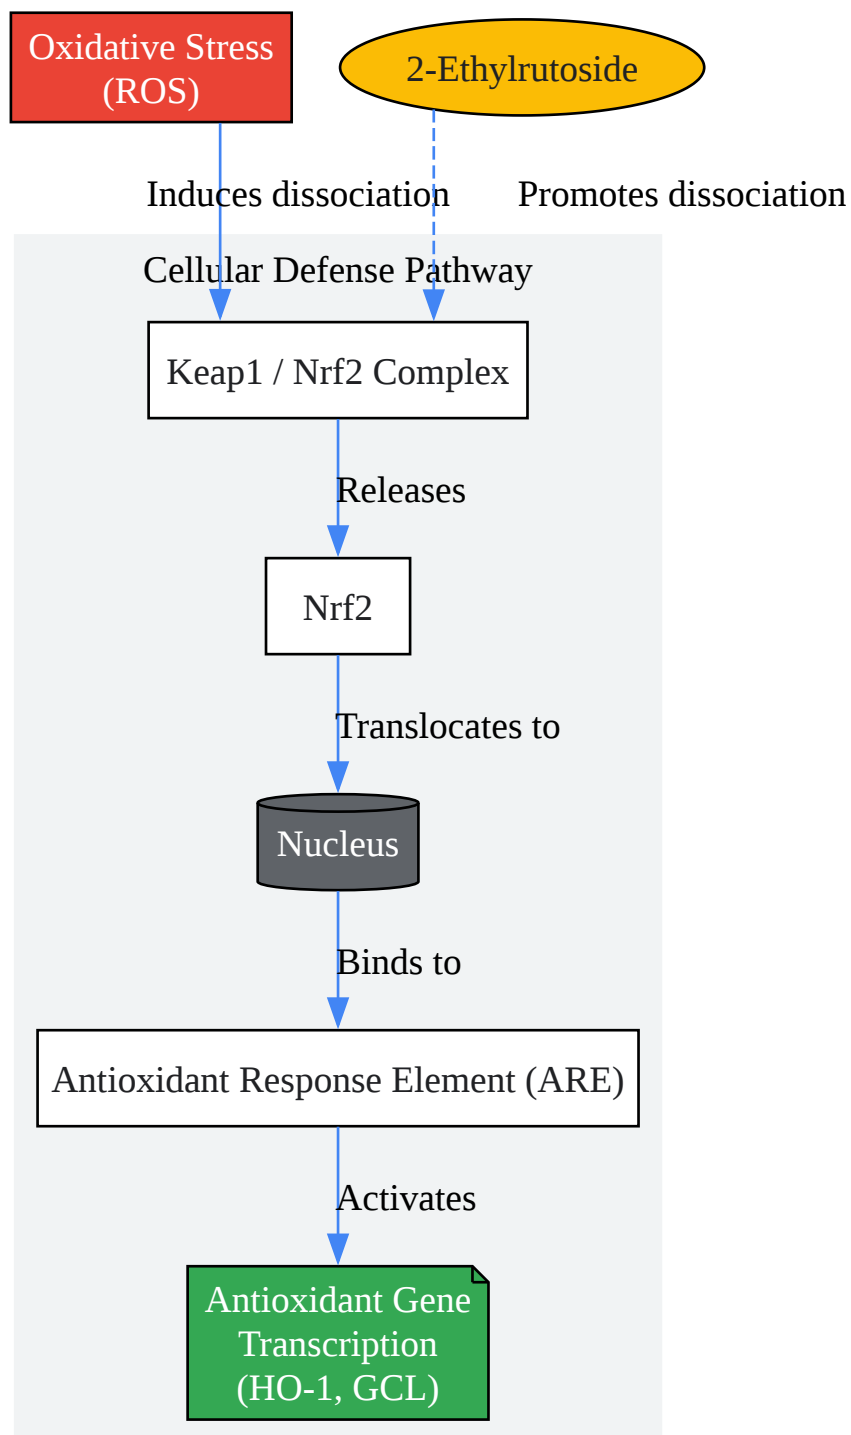 Oxidative Stress
(ROS)
2-Ethylrutoside
Induces dissociation
Promotes dissociation
Cellular Defense Pathway
Keap1 / Nrf2 Complex
Releases
Nrf2
Translocates to
Nucleus
Binds to
Antioxidant Response Element (ARE)
Activates
Antioxidant Gene
Transcription
(HO-1, GCL)